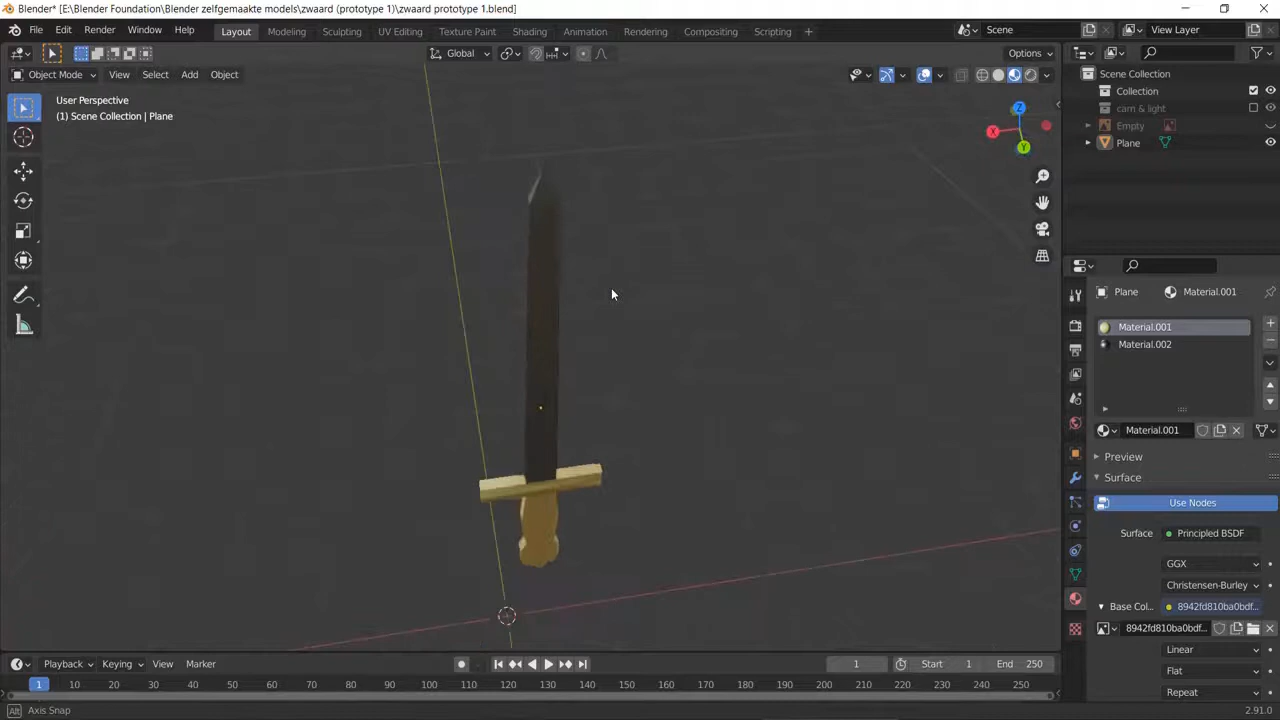 Blender* [E:\Blender Foundation\Blender zelfgemaakte models\zwaard (prototype 1)\zwaard prototype 1.blend]
File Edit Render Window Help Layout Modeling Sculpting UV Editing Texture Paint Shading Animation Rendering Compositing Scripting + Scene View Layer
Global Options
Object Mode View Select Add Object
User Perspective
(1) Scene Collection | Plane
Z
X
Y
Scene Collection
Collection
cam & light
Empty
Plane
Plane Material.001
Material.001
Material.002
Material.001
Preview
Surface
Use Nodes
Surface Principled BSDF
GGX
Christensen-Burley
Base Col... 8942fd810ba0bdf...
8942fd810ba0bdf...
Linear
Flat
Repeat
Playback Keying View Marker 1 Start 1 End 250
1 10 20 30 40 50 60 70 80 90 100 110 120 130 140 150 160 170 180 190 200 210 220 230 240 250
Alt Axis Snap 2.91.0